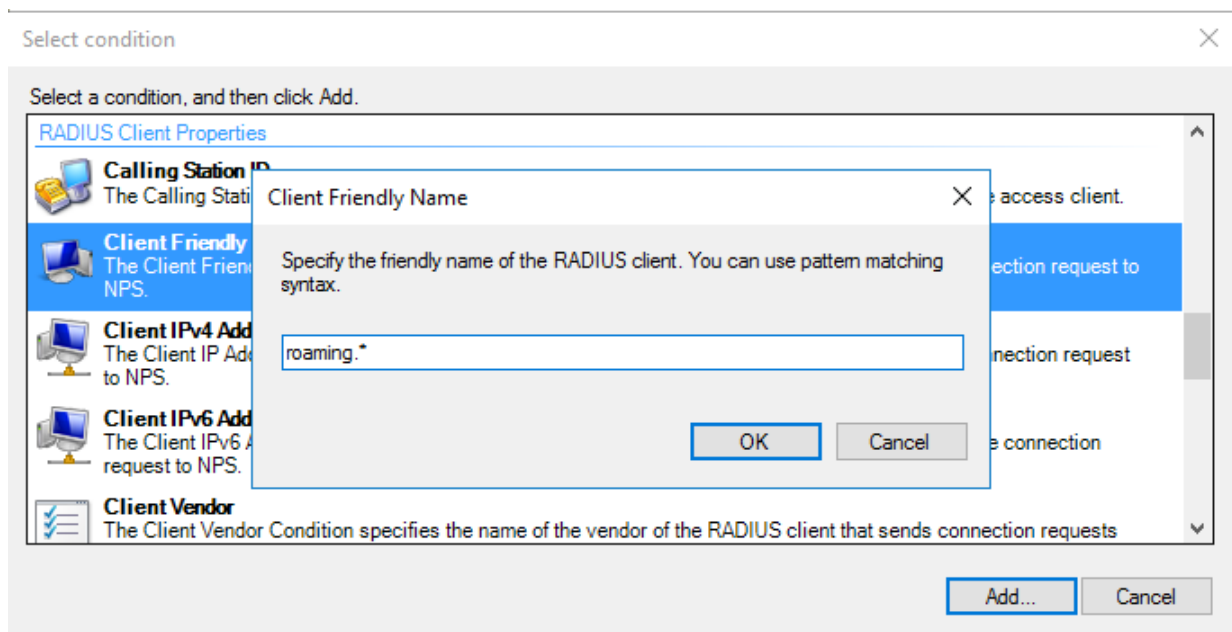 Select condition
Select a condition, and then click Add.
RADIUS Client Properties
Calling Station
The Calling Stati
access client.
Client Friendly Name
Client Friendly
Specify the friendly name of the RADIUS client. You can use pattern matching
The Client Frien
ection request to
syntax.
NPS.
Client IPv4 Add
roaming.*
The Client IP Add
nnection request
to NPS.
Client IPv6 Add
The Client IPv6
OK
Cancel
connection
request to NPS.
Client Vendor
The Client Vendor Condition specifies the name of the vendor of the RADIUS client that sends connection requests
Add...
Cancel